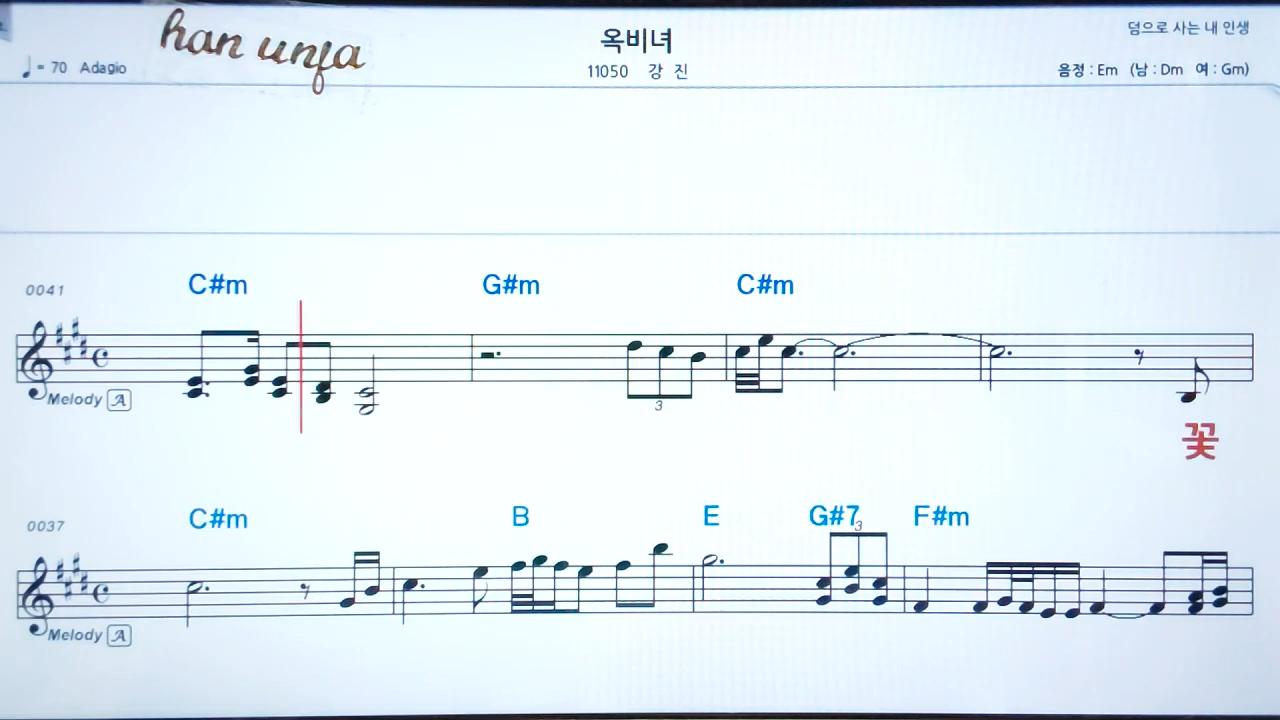 han unfa
옥비녀
덤으로 사는 내 인생
♩= 70 Adagio
11050 강 진
음정 : Em (남 : Dm 여 : Gm)
0041
C#m G#m C#m
Melody A
3
꽃
0037
C#m B E G#7 F#m
3
Melody A